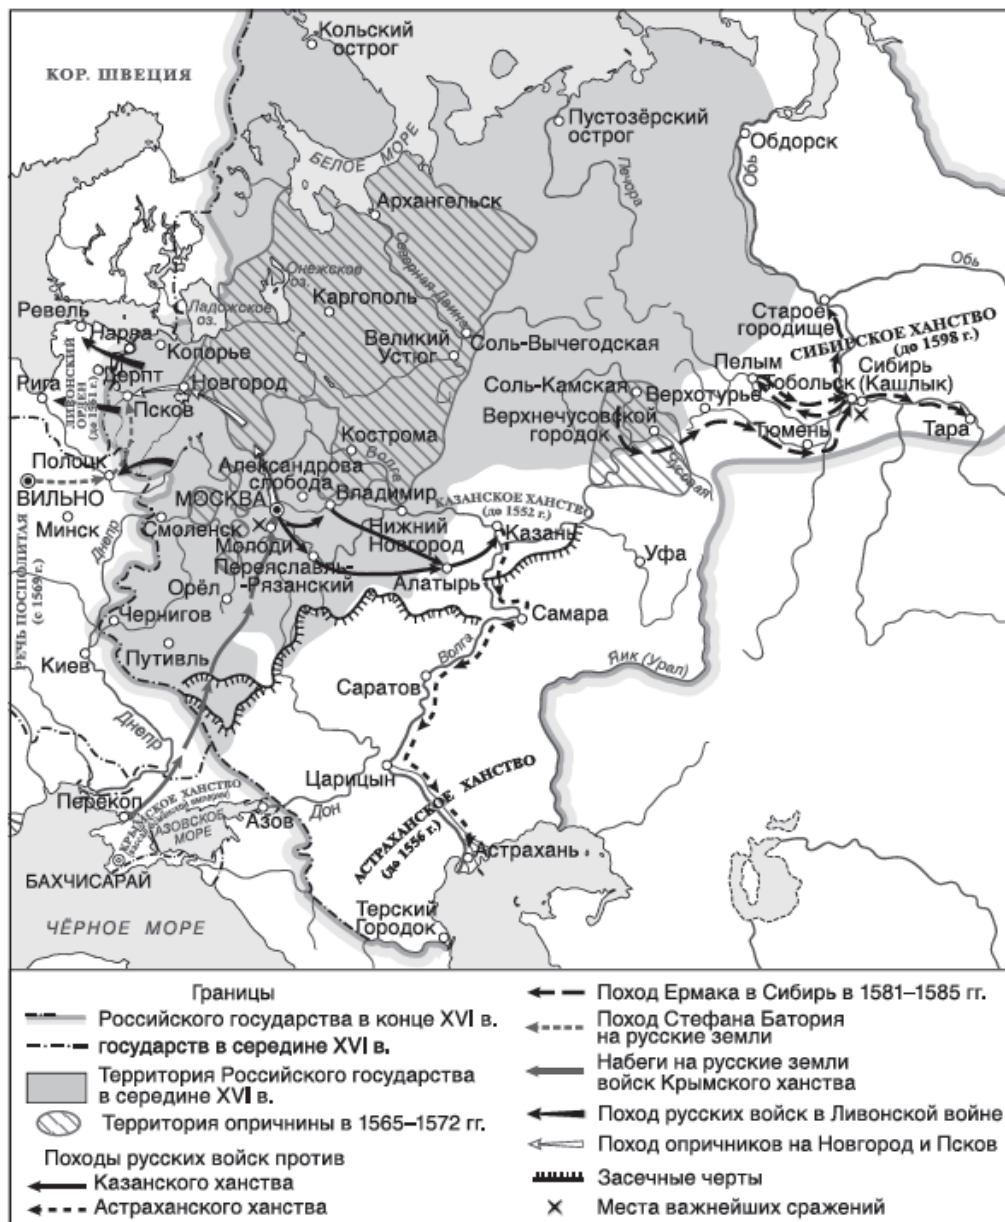 Кольский
острог
КОР. ШВЕЦИЯ
Пустозёрский
острог
Обдорск
БЕЛОЕ МОРЕ
Обь
Печора
Архангельск
Северная Двина
Обь
Онежское
оз.
Каргополь
Ладожское
оз.
Старое
городище
Ревель
Нарва
Копорье
Великий
Устюг
Соль-Вычегодская
СИБИРСКОЕ ХАНСТВО
(до 1598 г.)
Пелым
Рига
ЛИВОНСКИЙ
ОРДЕН
(до 1561 г.)
Дерпт
Новгород
Соль-Камская
Верхотурье
Тобольск
Сибирь
(Кашлык)
Псков
Верхнечусовской
городок
Тюмень
Тара
Кострома
Волга
Чусовая
Полоцк
Александрова
слобода
ВИЛЬНО
МОСКВА
Владимир
КАЗАНСКОЕ ХАНСТВО
(до 1552 г.)
Минск
Днепр
Смоленск
Молоди
Нижний
Новгород
Казань
Уфа
Переяславль-
-Рязанский
Алатырь
РЕЧЬ ПОСПОЛИТАЯ
(с 1569 г.)
Орёл
Чернигов
Самара
Киев
Путивль
Волга
Яик (Урал)
Саратов
Днепр
Царицын
АСТРАХАНСКОЕ ХАНСТВО
(до 1556 г.)
Перекоп
КРЫМСКОЕ ХАНСТВО
АЗОВСКОЕ
МОРЕ
Азов
Дон
Астрахань
БАХЧИСАРАЙ
ЧЁРНОЕ МОРЕ
Терский
Городок
Границы
Российского государства в конце XVI в.
государств в середине XVI в.
Территория Российского государства
в середине XVI в.
Территория опричнины в 1565–1572 гг.
Походы русских войск против
Казанского ханства
Астраханского ханства
Поход Ермака в Сибирь в 1581–1585 гг.
Поход Стефана Батория
на русские земли
Набеги на русские земли
войск Крымского ханства
Поход русских войск в Ливонской войне
Поход опричников на Новгород и Псков
Засечные черты
Места важнейших сражений